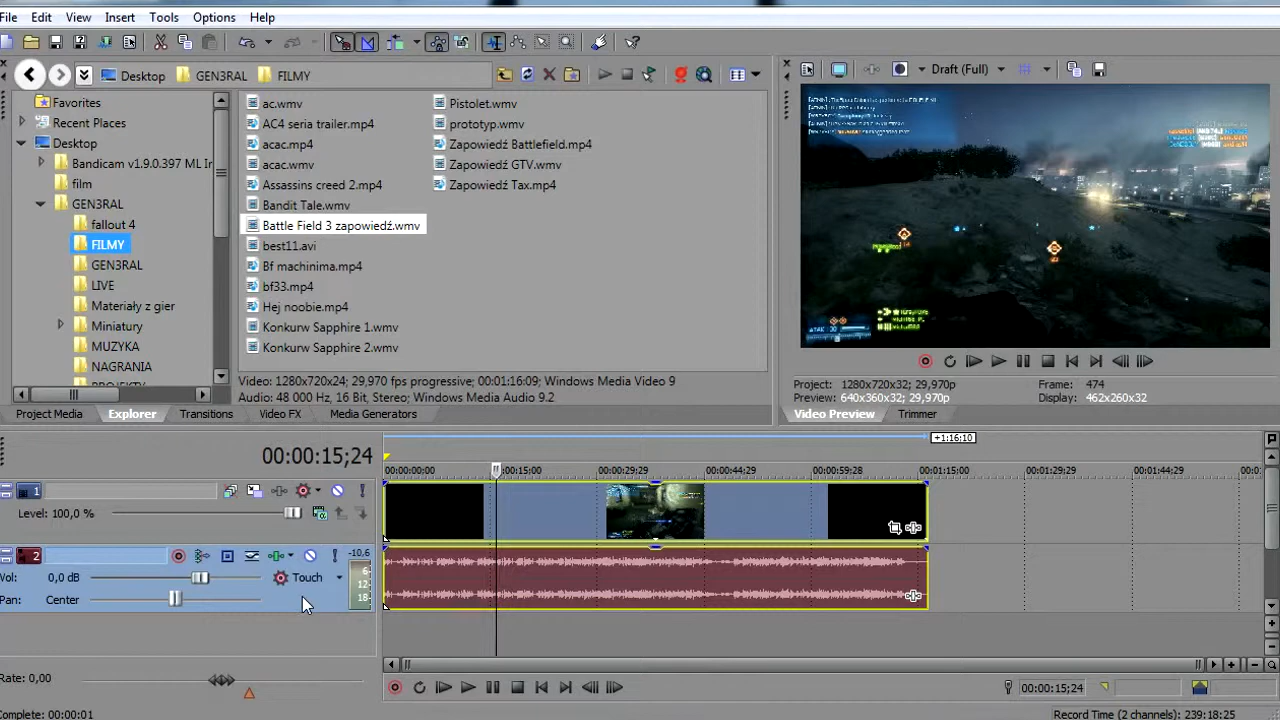 File Edit View Insert Tools Options Help
Desktop GEN3RAL FILMY
Draft (Full)
Favorites
Recent Places
Desktop
Bandicam v1.9.0.397 ML Ir
film
GEN3RAL
fallout 4
FILMY
GEN3RAL
LIVE
Materiały z gier
Miniatury
MUZYKA
NAGRANIA
PROJEKTY
ac.wmv
AC4 seria trailer.mp4
acac.mp4
acac.wmv
Assassins creed 2.mp4
Bandit Tale.wmv
Battle Field 3 zapowiedź.wmv
best11.avi
Bf machinima.mp4
bf33.mp4
Hej noobie.mp4
Konkurw Sapphire 1.wmv
Konkurw Sapphire 2.wmv
Pistolet.wmv
prototyp.wmv
Zapowiedź Battlefield.mp4
Zapowiedź GTV.wmv
Zapowiedź Tax.mp4
Video: 1280x720x24; 29,970 fps progressive; 00:01:16:09; Windows Media Video 9
Audio: 48 000 Hz, 16 Bit, Stereo; Windows Media Audio 9.2
Project Media Explorer Transitions Video FX Media Generators
Project: 1280x720x32; 29,970p Frame: 474
Preview: 640x360x32; 29,970p Display: 462x260x32
Video Preview Trimmer
00:00:15;24
+1:16:10
00:00:00:00 :00:15:00 00:00:29:29 00:00:44:29 00:00:59:28 00:01:15:00 00:01:29:29 00:01:44:29 00:0
1
Level: 100,0 %
2 -10,6
Vol: 0,0 dB Touch
6
12
18
Pan: Center
Rate: 0,00
00:00:15;24
Complete: 00:00:01
Record Time (2 channels): 239:18:25